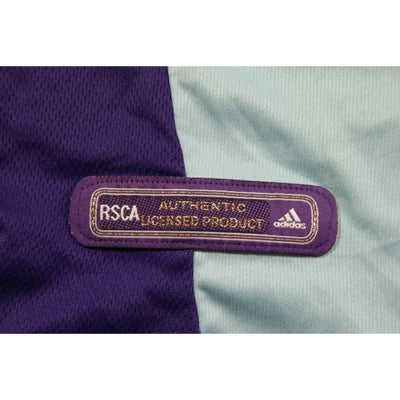 RSCA
AUTHENTIC
LICENSED PRODUCT
adidas